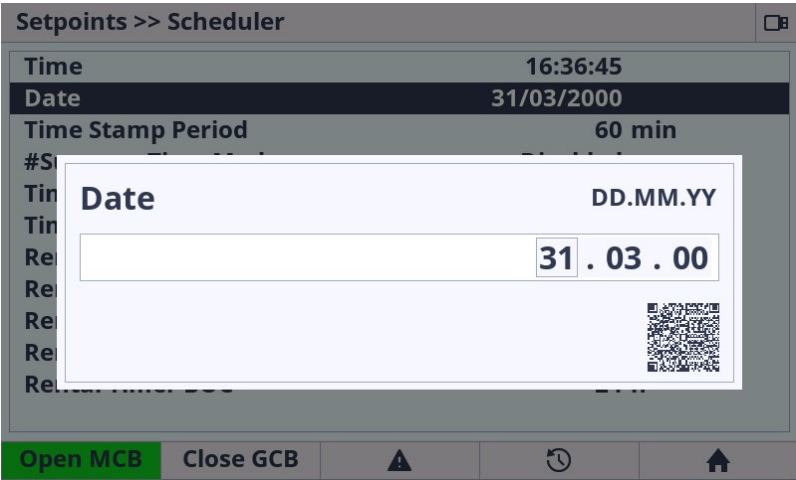 Setpoints >> Scheduler
Time 16:36:45
Date 31/03/2000
Time Stamp Period 60 min
Date DD.MM.YY
31 . 03 . 00
Open MCB Close GCB